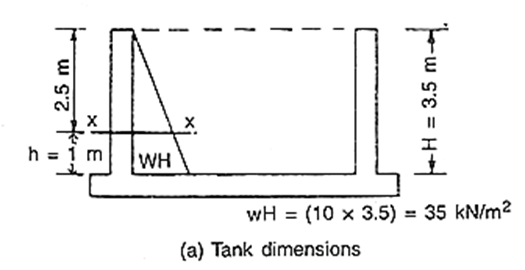 2.5 m
x x
h = 1 m
WH
H = 3.5 m
wH = (10 × 3.5) = 35 kN/m²
(a) Tank dimensions